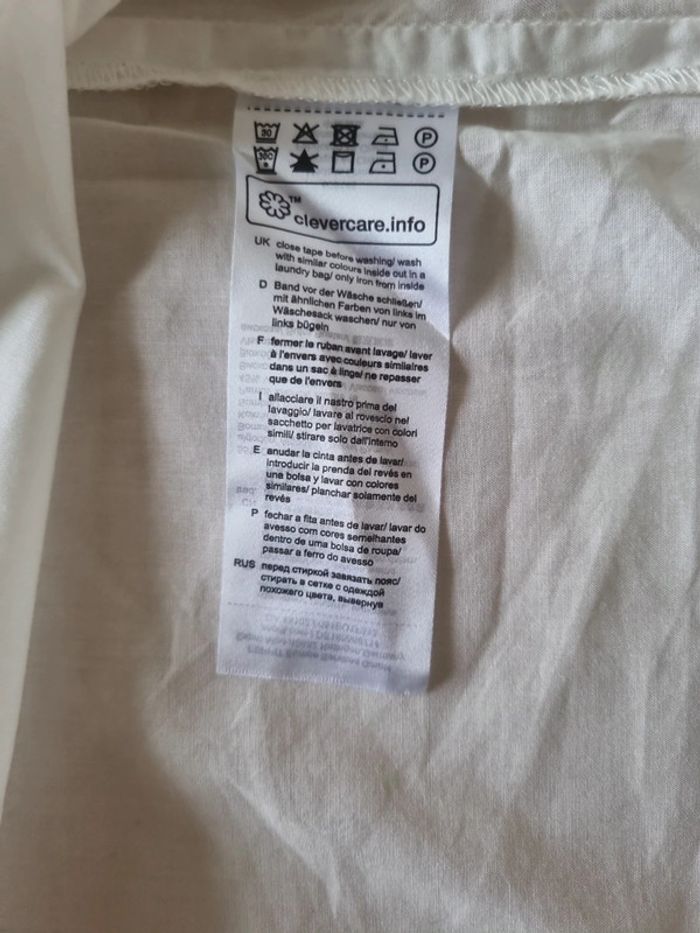 30
30C
P
P
clevercare.info
TM
UK close tape before washing/ wash
with similar colours inside out in a
laundry bag/ only iron from inside
D Band vor der Wäsche schließen/
mit ähnlichen Farben von links im
Wäschesack waschen/ nur von
links bügeln
F fermer le ruban avant lavage/ laver
à l'envers avec couleurs similaires
dans un sac à linge/ ne repasser
que de l'envers
I allacciare il nastro prima del
lavaggio/ lavare al rovescio nel
sacchetto per lavatrice con colori
simili/ stirare solo dall'interno
E anudar la cinta antes de lavar/
introducir la prenda del revés en
una bolsa y lavar con colores
similares/ planchar solamente del
revés
P fechar a fita antes de lavar/ lavar do
avesso com cores semelhantes
dentro de uma bolsa de roupa/
passar a ferro do avesso
RUS перед стиркой завязать пояс/
стирать в сетке с одеждой
похожего цвета, вывернув